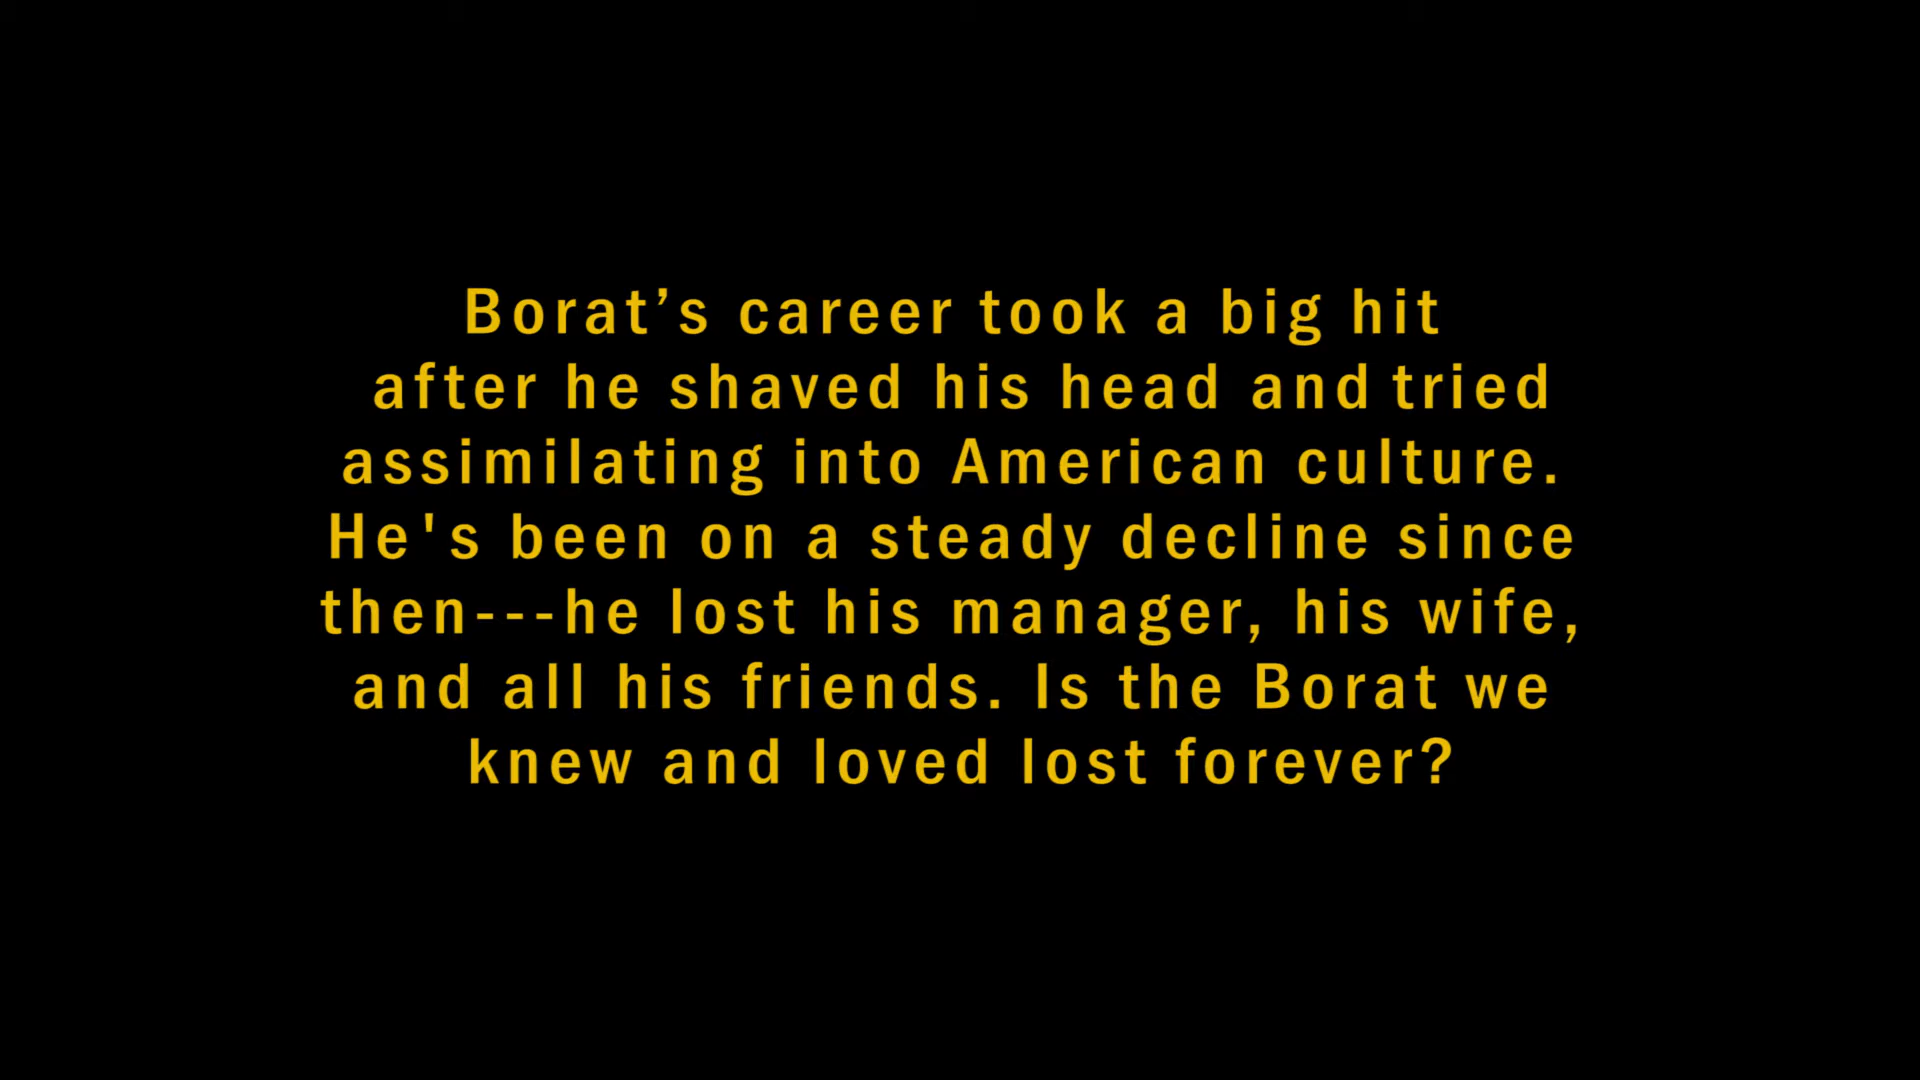 Borat’s career took a big hit
after he shaved his head and tried
assimilating into American culture.
He's been on a steady decline since
then---he lost his manager, his wife,
and all his friends. Is the Borat we
knew and loved lost forever?